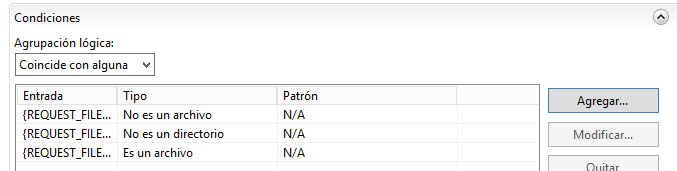 Condiciones
Agrupación lógica:
Coincide con alguna
Entrada Tipo Patrón
{REQUEST_FILE... No es un archivo N/A
{REQUEST_FILE... No es un directorio N/A
{REQUEST_FILE... Es un archivo N/A
Agregar...
Modificar...
Quitar